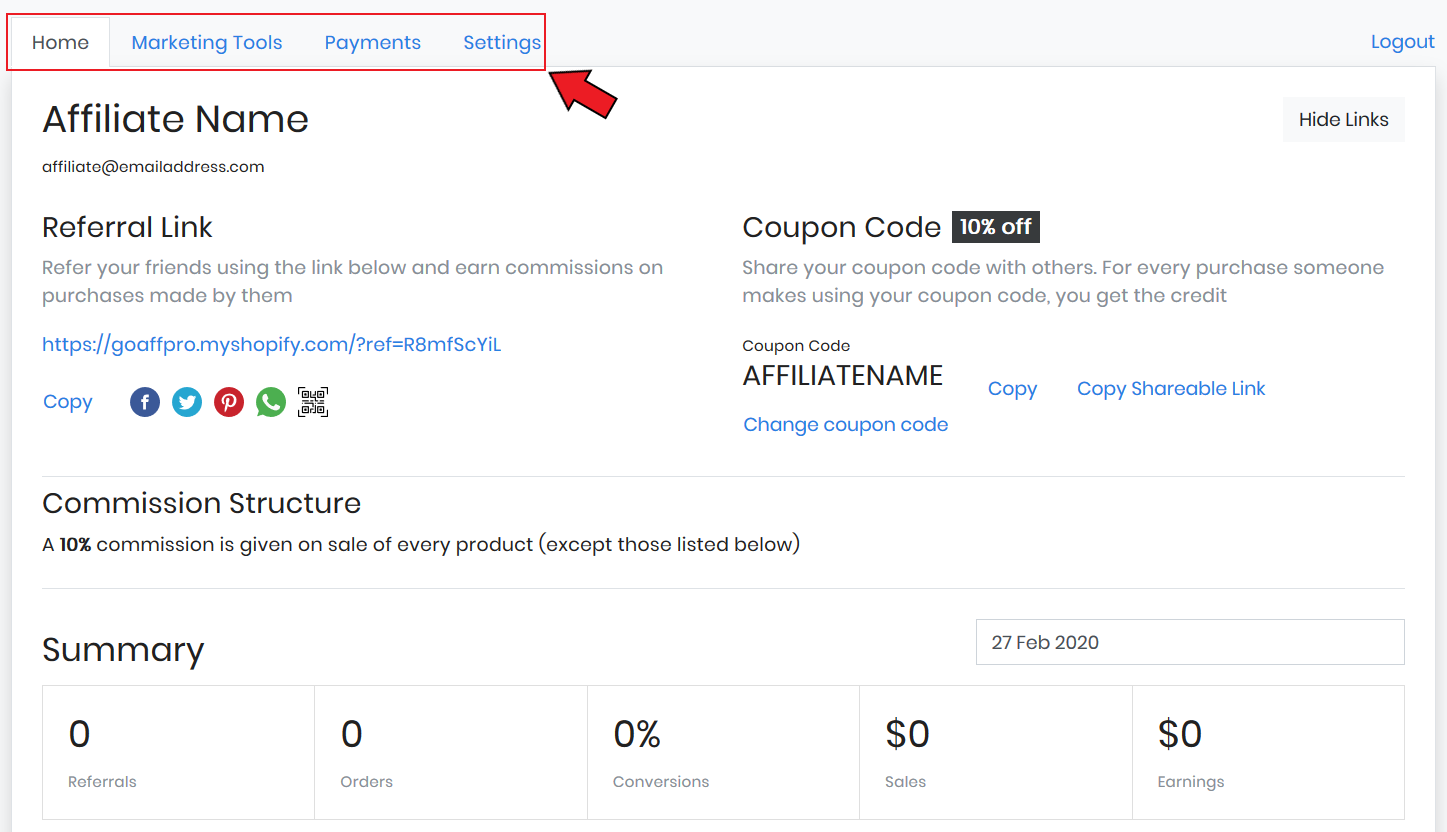 Home Marketing Tools Payments Settings Logout
Affiliate Name Hide Links
affiliate@emailaddress.com
Referral Link
Refer your friends using the link below and earn commissions on
purchases made by them
https://goaffpro.myshopify.com/?ref=R8mfScYiL
Copy
Coupon Code 10% off
Share your coupon code with others. For every purchase someone
makes using your coupon code, you get the credit
Coupon Code
AFFILIATENAME Copy Copy Shareable Link
Change coupon code
Commission Structure
A 10% commission is given on sale of every product (except those listed below)
Summary 27 Feb 2020
0 0 0% $0 $0
Referrals Orders Conversions Sales Earnings